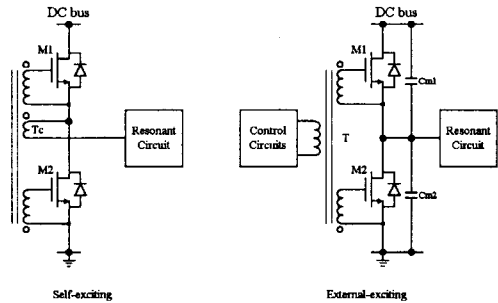 DC bus
M1
Tc
Resonant
Circuit
M2
Self-exciting
DC bus
M1
Cm1
Control
Circuits
T
Resonant
Circuit
M2
Cm2
External-exciting